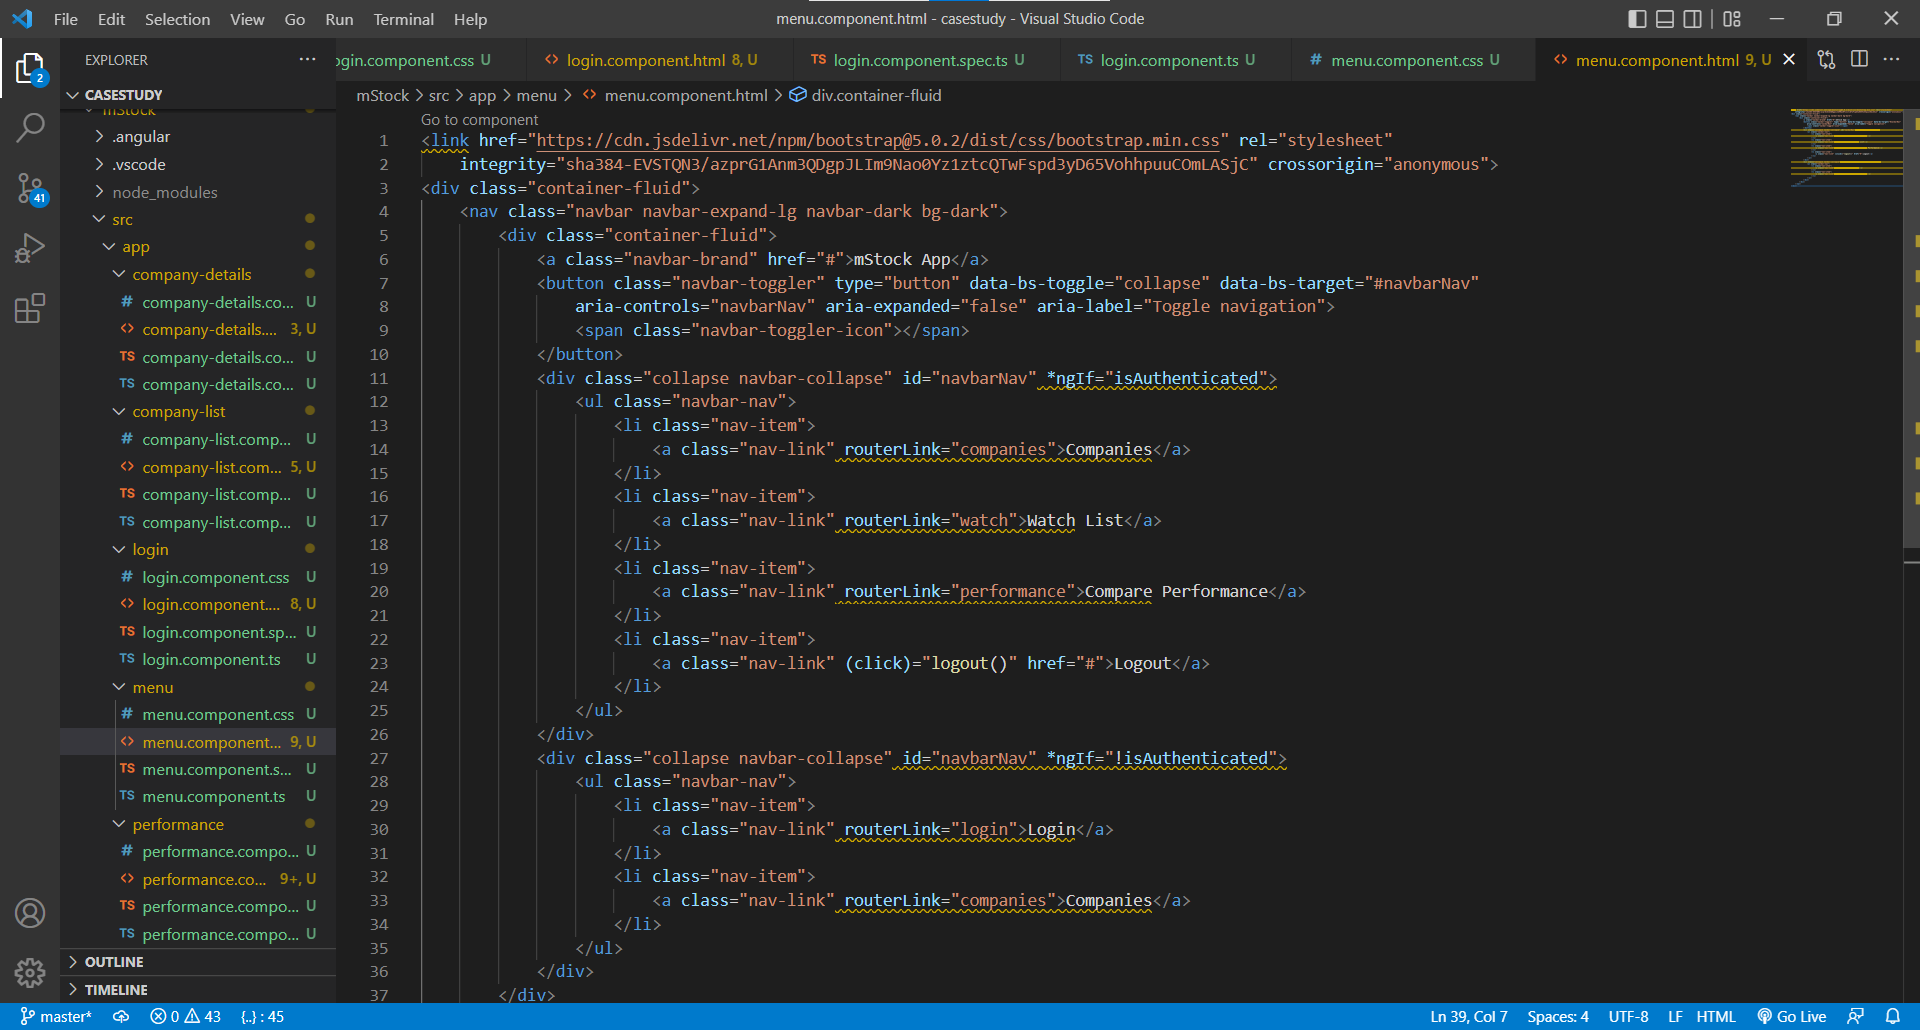 File Edit Selection View Go Run Terminal Help
menu.component.html - casestudy - Visual Studio Code
EXPLORER
ogin.component.css U
login.component.html 8, U
login.component.spec.ts U
login.component.ts U
menu.component.css U
menu.component.html 9, U
mStock > src > app > menu > menu.component.html > div.container-fluid
2
41
CASESTUDY
mStock
.angular
.vscode
node_modules
src
app
company-details
company-details.co... U
company-details.... 3, U
company-details.co... U
company-details.co... U
company-list
company-list.comp... U
company-list.com... 5, U
company-list.comp... U
company-list.comp... U
login
login.component.css U
login.component.... 8, U
login.component.sp... U
login.component.ts U
menu
menu.component.css U
menu.component... 9, U
menu.component.s... U
menu.component.ts U
performance
performance.compo... U
performance.co... 9+, U
performance.compo... U
performance.compo... U
OUTLINE
TIMELINE
Go to component
1 <link href="https://cdn.jsdelivr.net/npm/bootstrap@5.0.2/dist/css/bootstrap.min.css" rel="stylesheet"
2 integrity="sha384-EVSTQN3/azprG1Anm3QDgpJLIm9Nao0Yz1ztcQTwFspd3yD65VohhpuuCOmLASjC" crossorigin="anonymous">
3 <div class="container-fluid">
4 <nav class="navbar navbar-expand-lg navbar-dark bg-dark">
5 <div class="container-fluid">
6 <a class="navbar-brand" href="#">mStock App</a>
7 <button class="navbar-toggler" type="button" data-bs-toggle="collapse" data-bs-target="#navbarNav"
8 aria-controls="navbarNav" aria-expanded="false" aria-label="Toggle navigation">
9 <span class="navbar-toggler-icon"></span>
10 </button>
11 <div class="collapse navbar-collapse" id="navbarNav" *ngIf="isAuthenticated">
12 <ul class="navbar-nav">
13 <li class="nav-item">
14 <a class="nav-link" routerLink="companies">Companies</a>
15 </li>
16 <li class="nav-item">
17 <a class="nav-link" routerLink="watch">Watch List</a>
18 </li>
19 <li class="nav-item">
20 <a class="nav-link" routerLink="performance">Compare Performance</a>
21 </li>
22 <li class="nav-item">
23 <a class="nav-link" (click)="logout()" href="#">Logout</a>
24 </li>
25 </ul>
26 </div>
27 <div class="collapse navbar-collapse" id="navbarNav" *ngIf="!isAuthenticated">
28 <ul class="navbar-nav">
29 <li class="nav-item">
30 <a class="nav-link" routerLink="login">Login</a>
31 </li>
32 <li class="nav-item">
33 <a class="nav-link" routerLink="companies">Companies</a>
34 </li>
35 </ul>
36 </div>
37 </div>
master* 0 43 {..} : 45
Ln 39, Col 7 Spaces: 4 UTF-8 LF HTML Go Live